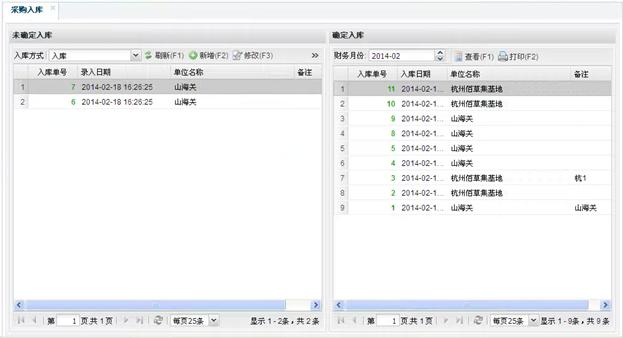 采购入库
未确定入库
入库方式: 入库 刷新(F1) 新增(F2) 修改(F3) »
入库单号 录入日期 单位名称 备注
1 7 2014-02-18 16:26:25 山海关
2 6 2014-02-18 16:26:25 山海关
第 1 页,共 1 页 每页25条 显示 1 - 2条，共 2 条
确定入库
财务月份: 2014-02 查看(F1) 打印(F2)
入库单号 入库日期 单位名称 备注
1 11 2014-02-1... 杭州佰草集基地
2 10 2014-02-1... 杭州佰草集基地
3 9 2014-02-1... 山海关
4 8 2014-02-1... 山海关
5 5 2014-02-1... 山海关
6 4 2014-02-1... 山海关
7 3 2014-02-1... 杭州佰草集基地 杭1
8 2 2014-02-1... 杭州佰草集基地
9 1 2014-02-1... 山海关 山海关
第 1 页,共 1 页 每页25条 显示 1 - 9条，共 9 条